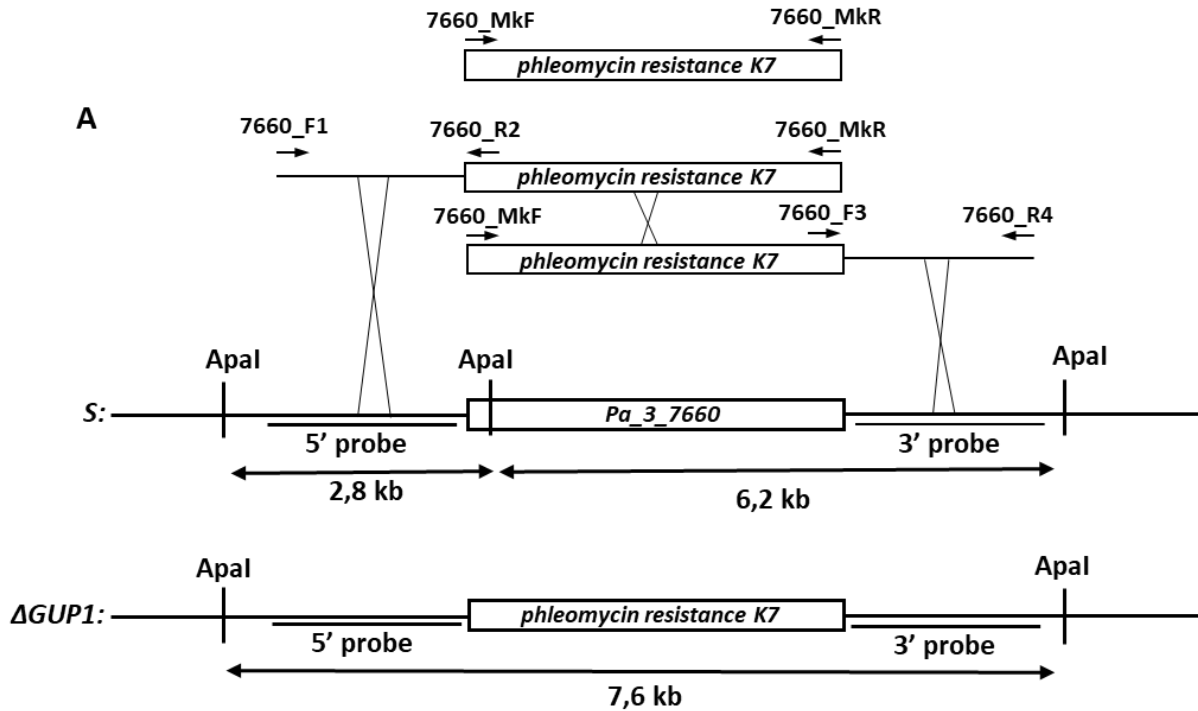 7660_MkF 7660_MkR
phleomycin resistance K7
A
7660_F1 7660_R2 7660_MkR
phleomycin resistance K7
7660_MkF 7660_F3 7660_R4
phleomycin resistance K7
ApaI ApaI ApaI
S: Pa_3_7660
5’ probe 3’ probe
2,8 kb 6,2 kb
ApaI ApaI
ΔGUP1: phleomycin resistance K7
5’ probe 3’ probe
7,6 kb